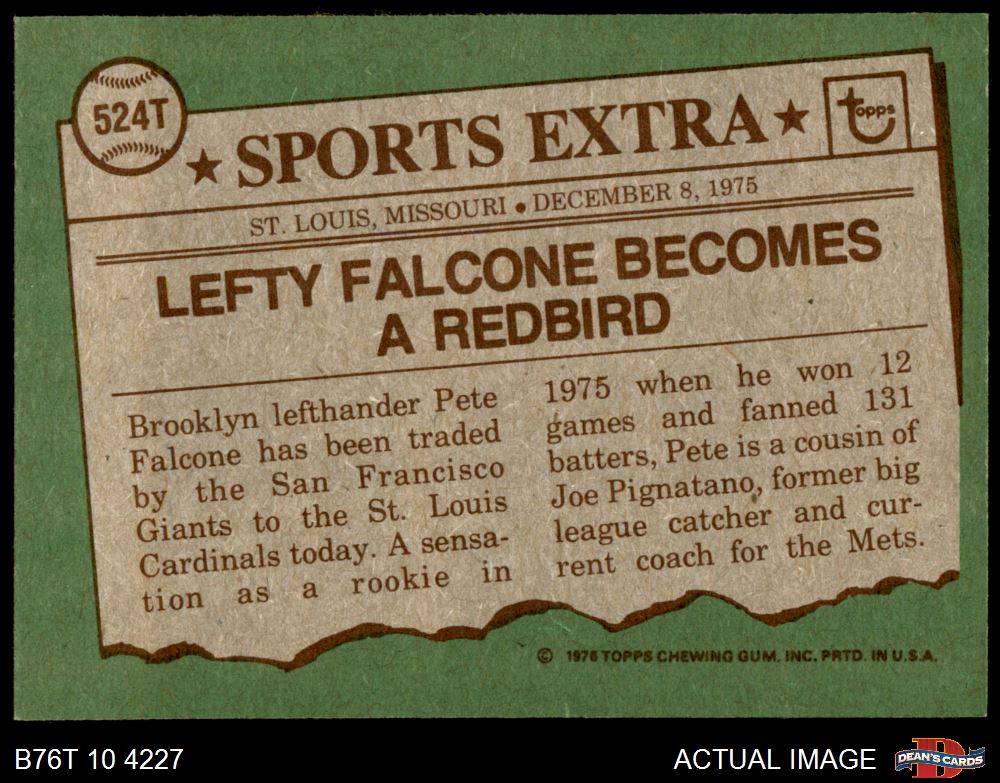 524T
★ SPORTS EXTRA ★
Topps
ST. LOUIS, MISSOURI • DECEMBER 8, 1975
LEFTY FALCONE BECOMES
A REDBIRD
Brooklyn lefthander Pete
Falcone has been traded
by the San Francisco
Giants to the St. Louis
Cardinals today. A sensa-
tion as a rookie in
1975 when he won 12
games and fanned 131
batters, Pete is a cousin of
Joe Pignatano, former big
league catcher and cur-
rent coach for the Mets.
© 1976 TOPPS CHEWING GUM, INC. PRTD. IN U.S.A.
B76T 10 4227
ACTUAL IMAGE
D
DEAN'S CARDS